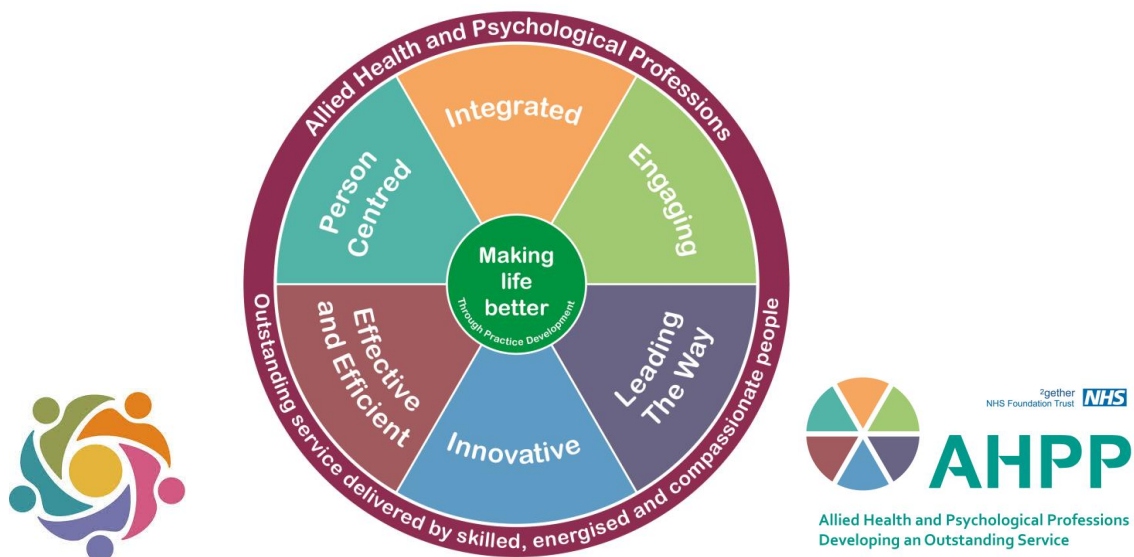 Allied Health and Psychological Professions
Integrated
Engaging
Leading
The Way
Innovative
Effective
and Efficient
Person
Centred
Making
life
better
Through Practice Development
Outstanding service delivered by skilled, energised and compassionate people
2gether
NHS Foundation Trust
NHS
AHPP
Allied Health and Psychological Professions
Developing an Outstanding Service